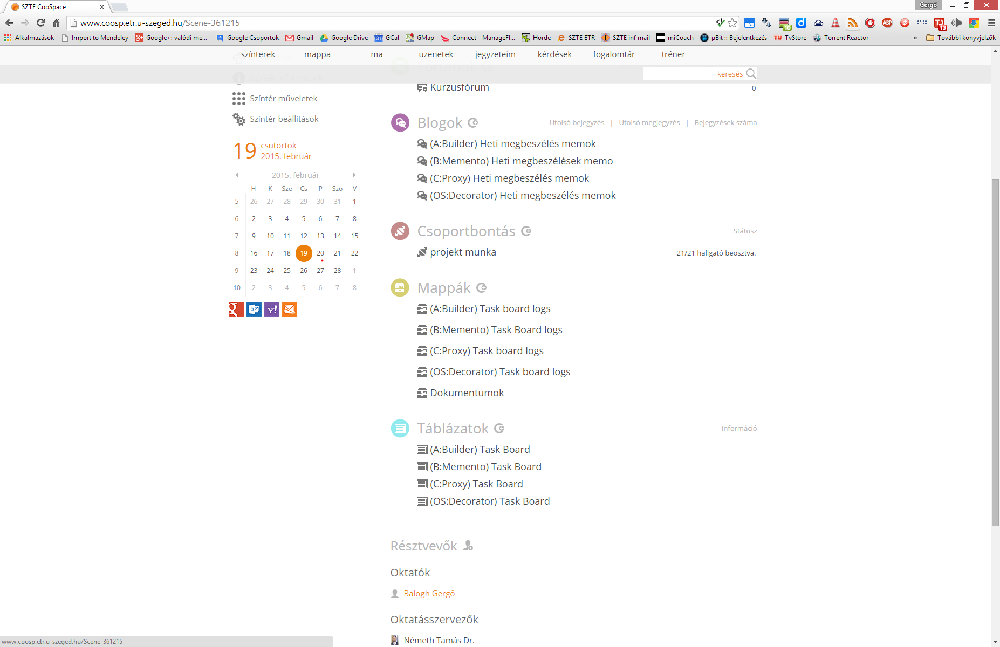 SZTE CooSpace
Gergő
www.coosp.etr.u-szeged.hu/Scene-361215
10
13
Alkalmazások
Import to Mendeley
Google+: valódi me...
Google Csoportok
Gmail
Google Drive
GCal
GMap
Connect - ManageFl...
Horde
SZTE ETR
SZTE inf mail
miCoach
µBit :: Bejelentkezés
TvStore
Torrent Reactor
»
További könyvjelzők
színterek
mappa
ma
üzenetek
jegyzeteim
kérdések
fogalomtár
tréner
Fórumok
keresés
Színtér információk
Színtér műveletek
Színtér beállítások
19 csütörtök
2015. február
2015. február
H K Sze Cs P Szo V
5 26 27 28 29 30 31 1
6 2 3 4 5 6 7 8
7 9 10 11 12 13 14 15
8 16 17 18 19 20 21 22
9 23 24 25 26 27 28 1
10 2 3 4 5 6 7 8
Kurzusfórum 0
Blogok Utolsó bejegyzés | Utolsó megjegyzés | Bejegyzések száma
(A:Builder) Heti megbeszélés memok
(B:Memento) Heti megbeszélések memo
(C:Proxy) Heti megbeszélés memok
(OS:Decorator) Heti megbeszélés memok
Csoportbontás Státusz
projekt munka 21/21 hallgató beosztva.
Mappák
(A:Builder) Task board logs
(B:Memento) Task Board logs
(C:Proxy) Task board logs
(OS:Decorator) Task board logs
Dokumentumok
Táblázatok Információ
(A:Builder) Task Board
(B:Memento) Task Board
(C:Proxy) Task Board
(OS:Decorator) Task Board
Résztvevők
Oktatók
Balogh Gergő
Oktatásszervezők
Németh Tamás Dr.
www.coosp.etr.u-szeged.hu/Scene-361215